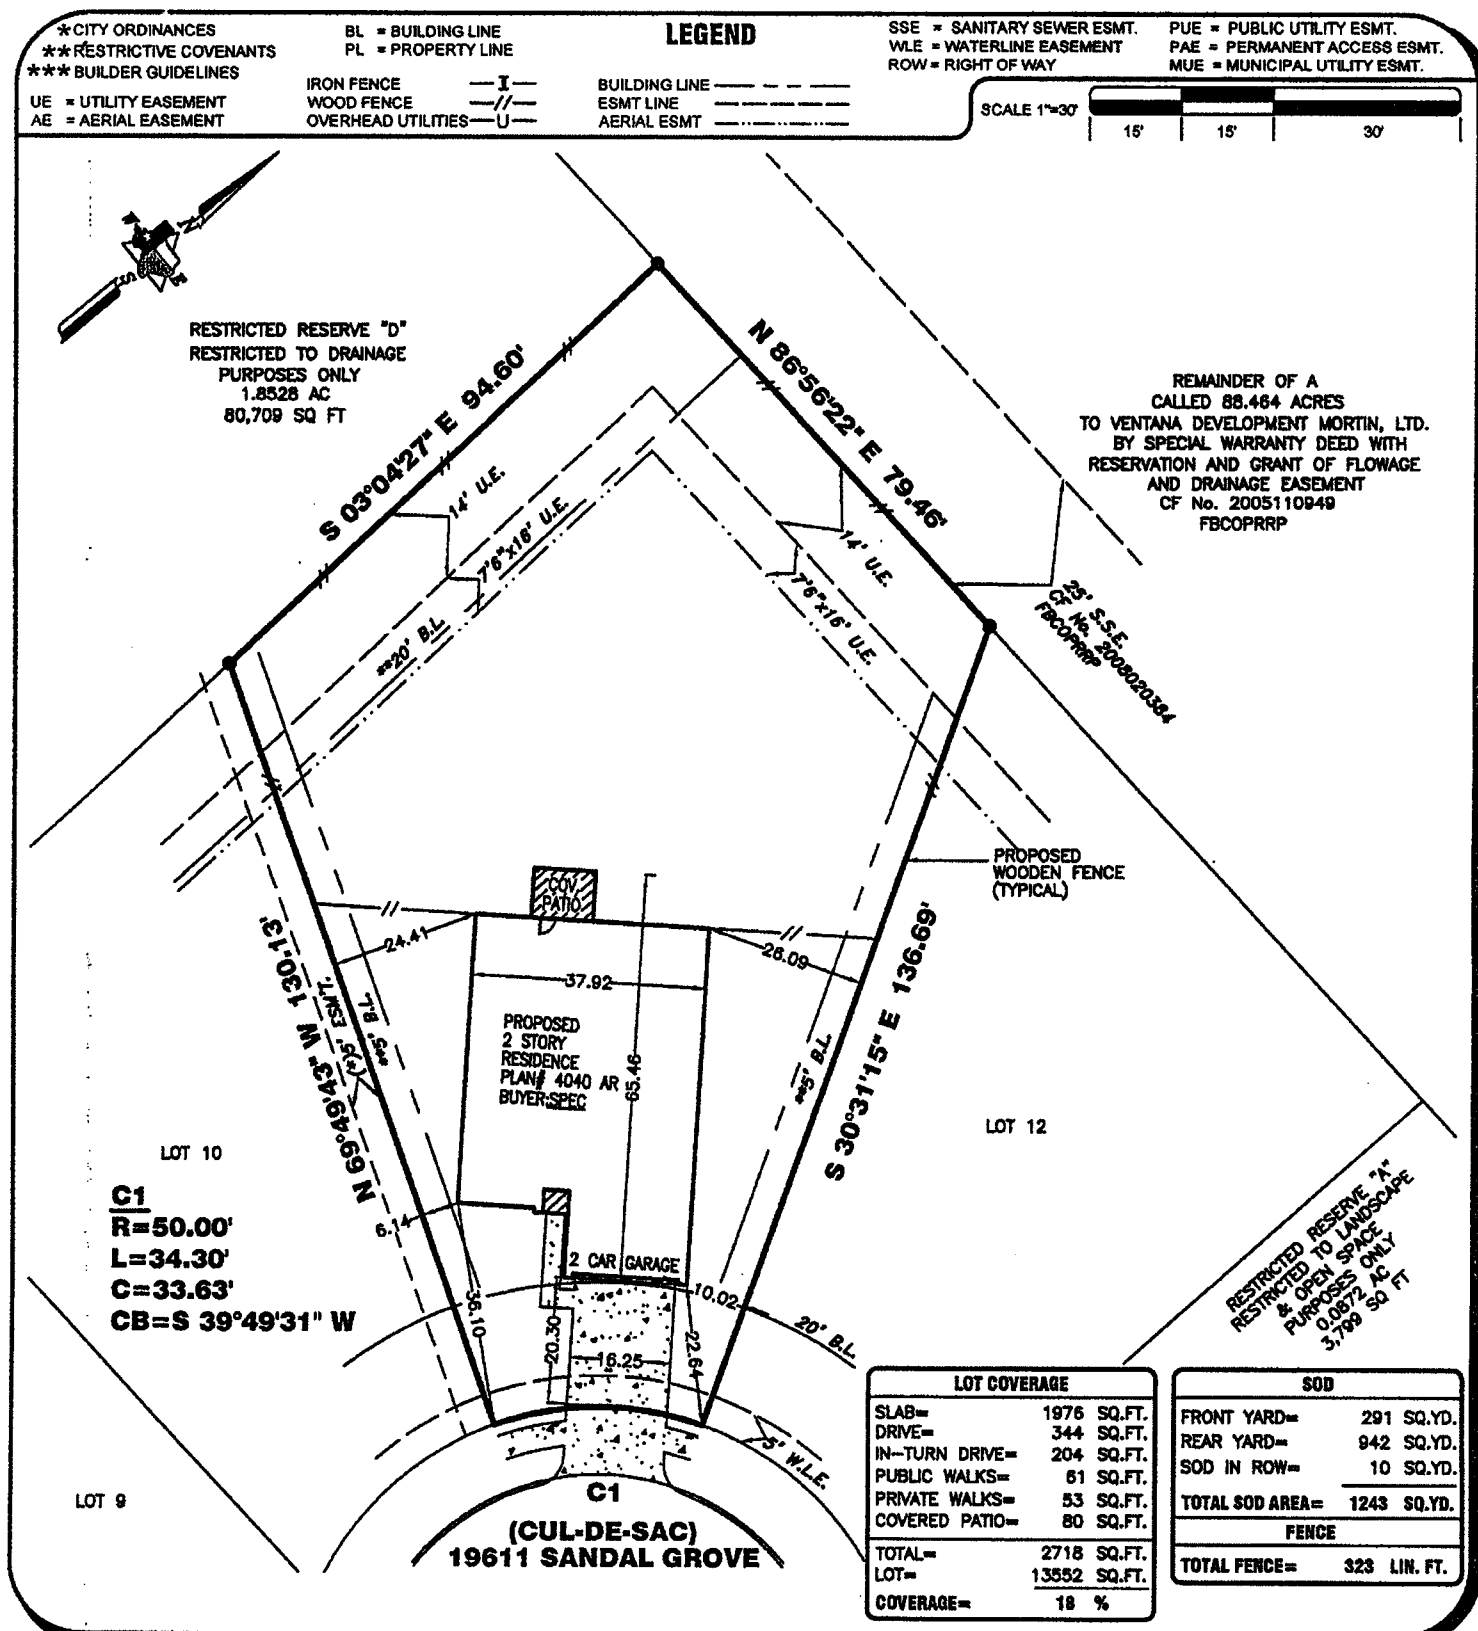 *CITY ORDINANCES
**RESTRICTIVE COVENANTS
***BUILDER GUIDELINES
UE = UTILITY EASEMENT
AE = AERIAL EASEMENT
BL = BUILDING LINE
PL = PROPERTY LINE
IRON FENCE —I—
WOOD FENCE —//—
OVERHEAD UTILITIES —U—
LEGEND
BUILDING LINE
ESMT LINE
AERIAL ESMT
SSE = SANITARY SEWER ESMT.
WLE = WATERLINE EASEMENT
ROW = RIGHT OF WAY
PUE = PUBLIC UTILITY ESMT.
PAE = PERMANENT ACCESS ESMT.
MUE = MUNICIPAL UTILITY ESMT.
SCALE 1"=30'
15' 15' 30'
N
S
E
RESTRICTED RESERVE "D"
RESTRICTED TO DRAINAGE
PURPOSES ONLY
1.8528 AC
80,709 SQ FT
S 03°04'27" E 94.60'
N 86°56'22" E 79.46'
REMAINDER OF A
CALLED 88.464 ACRES
TO VENTANA DEVELOPMENT MORTIN, LTD.
BY SPECIAL WARRANTY DEED WITH
RESERVATION AND GRANT OF FLOWAGE
AND DRAINAGE EASEMENT
CF No. 2005110949
FBCOPRRP
14' U.E.
7'6"x16' U.E.
**20' B.L.
14' U.E.
7'6"x16' U.E.
25' S.S.E.
CF No. 2008020384
FBCOPRRP
PROPOSED
WOODEN FENCE
(TYPICAL)
COV.
PATIO
24.41
26.09
37.92
65.46
PROPOSED
2 STORY
RESIDENCE
PLAN# 4040 AR
BUYER:SPEC
N 69°49'43" W 130.13'
(*)5' ESM'T.
**5' B.L.
**5' B.L.
S 30°31'15" E 136.69'
LOT 10
LOT 12
C1
R=50.00'
L=34.30'
C=33.63'
CB=S 39°49'31" W
6.14
2 CAR GARAGE
36.10
20.30
16.25
22.64
10.02
20' B.L.
5' W.L.E.
RESTRICTED RESERVE "A"
RESTRICTED TO LANDSCAPE
& OPEN SPACE
PURPOSES ONLY
0.0872 AC
3,799 SQ FT
LOT 9
C1
(CUL-DE-SAC)
19611 SANDAL GROVE
LOT COVERAGE
SLAB= 1976 SQ.FT.
DRIVE= 344 SQ.FT.
IN-TURN DRIVE= 204 SQ.FT.
PUBLIC WALKS= 61 SQ.FT.
PRIVATE WALKS= 53 SQ.FT.
COVERED PATIO= 80 SQ.FT.
TOTAL= 2718 SQ.FT.
LOT= 13552 SQ.FT.
COVERAGE= 18 %
SOD
FRONT YARD= 291 SQ.YD.
REAR YARD= 942 SQ.YD.
SOD IN ROW= 10 SQ.YD.
TOTAL SOD AREA= 1243 SQ.YD.
FENCE
TOTAL FENCE= 323 LIN. FT.